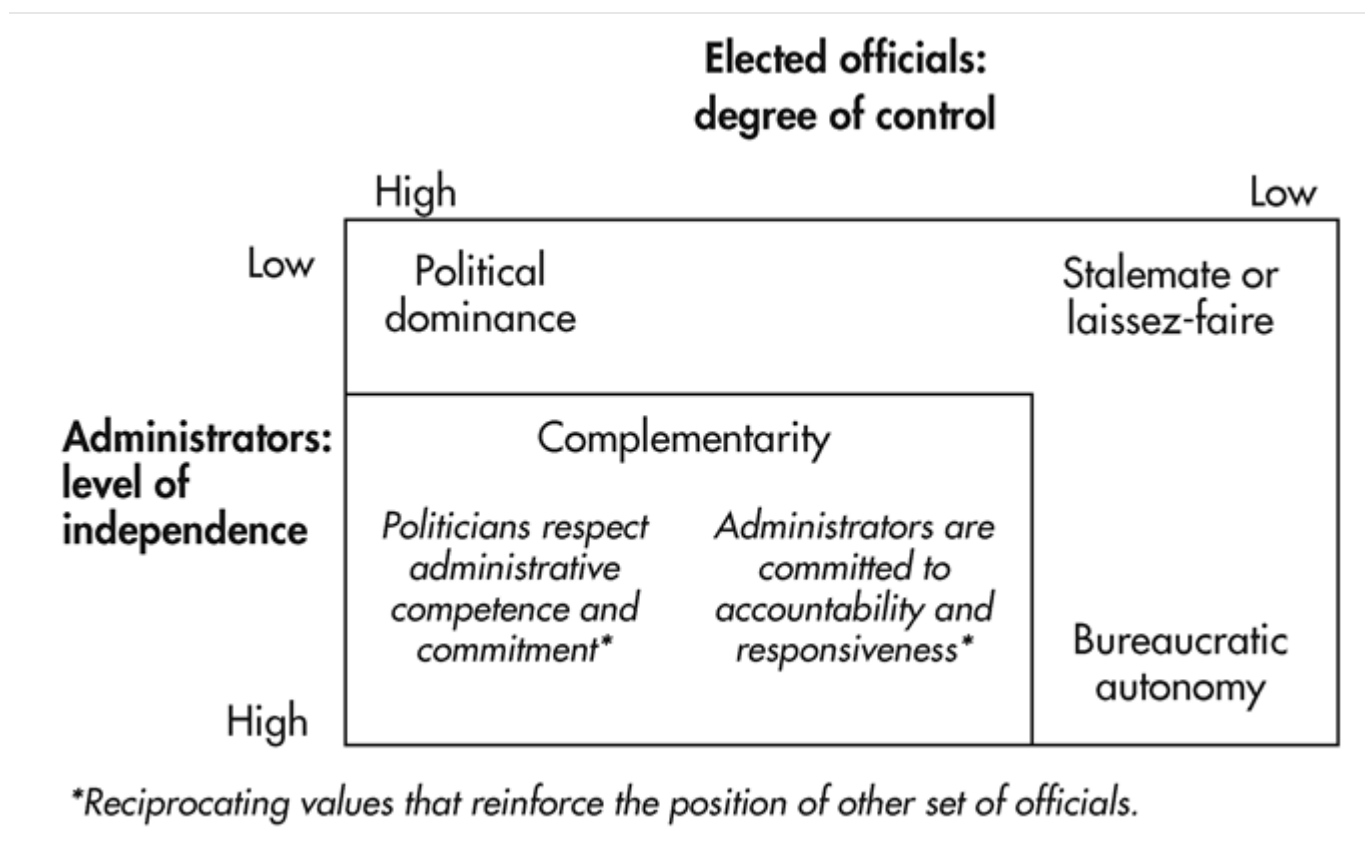 Elected officials:
degree of control
High
Low
Low
Political
dominance
Stalemate or
laissez-faire
Administrators:
level of
independence
Complementarity
Politicians respect
administrative
competence and
commitment*
Administrators are
committed to
accountability and
responsiveness*
Bureaucratic
autonomy
High
*Reciprocating values that reinforce the position of other set of officials.